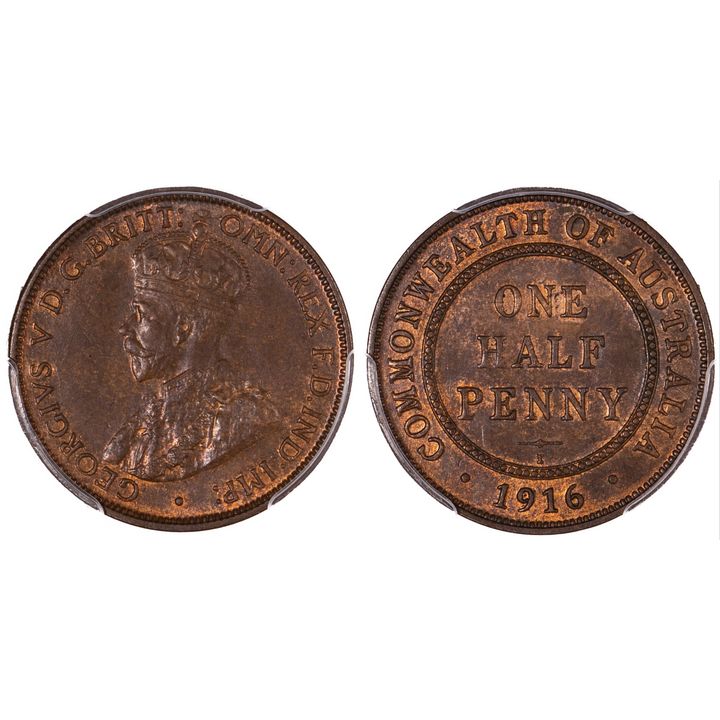 GEORGIVS V D.G.BRITT: OMN: REX F.D.IND:IMP:
COMMONWEALTH OF AUSTRALIA
ONE
HALF
PENNY
I
1916